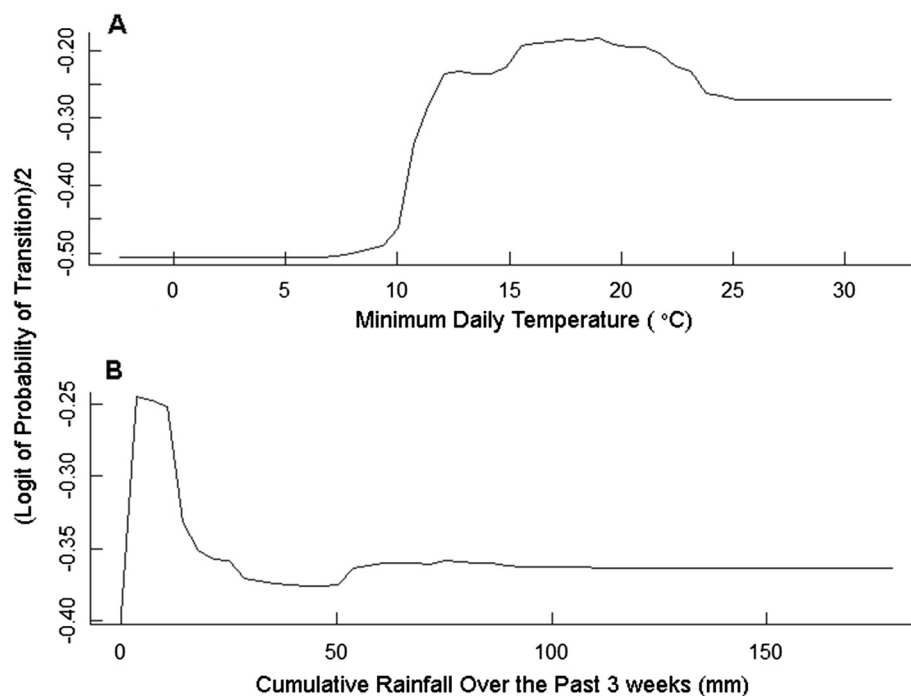 A
-0.20
-0.30
-0.40
-0.50
0 5 10 15 20 25 30
Minimum Daily Temperature ( °C)
(Logit of Probability of Transition)/2
B
-0.25
-0.30
-0.35
-0.40
0 50 100 150
Cumulative Rainfall Over the Past 3 weeks (mm)